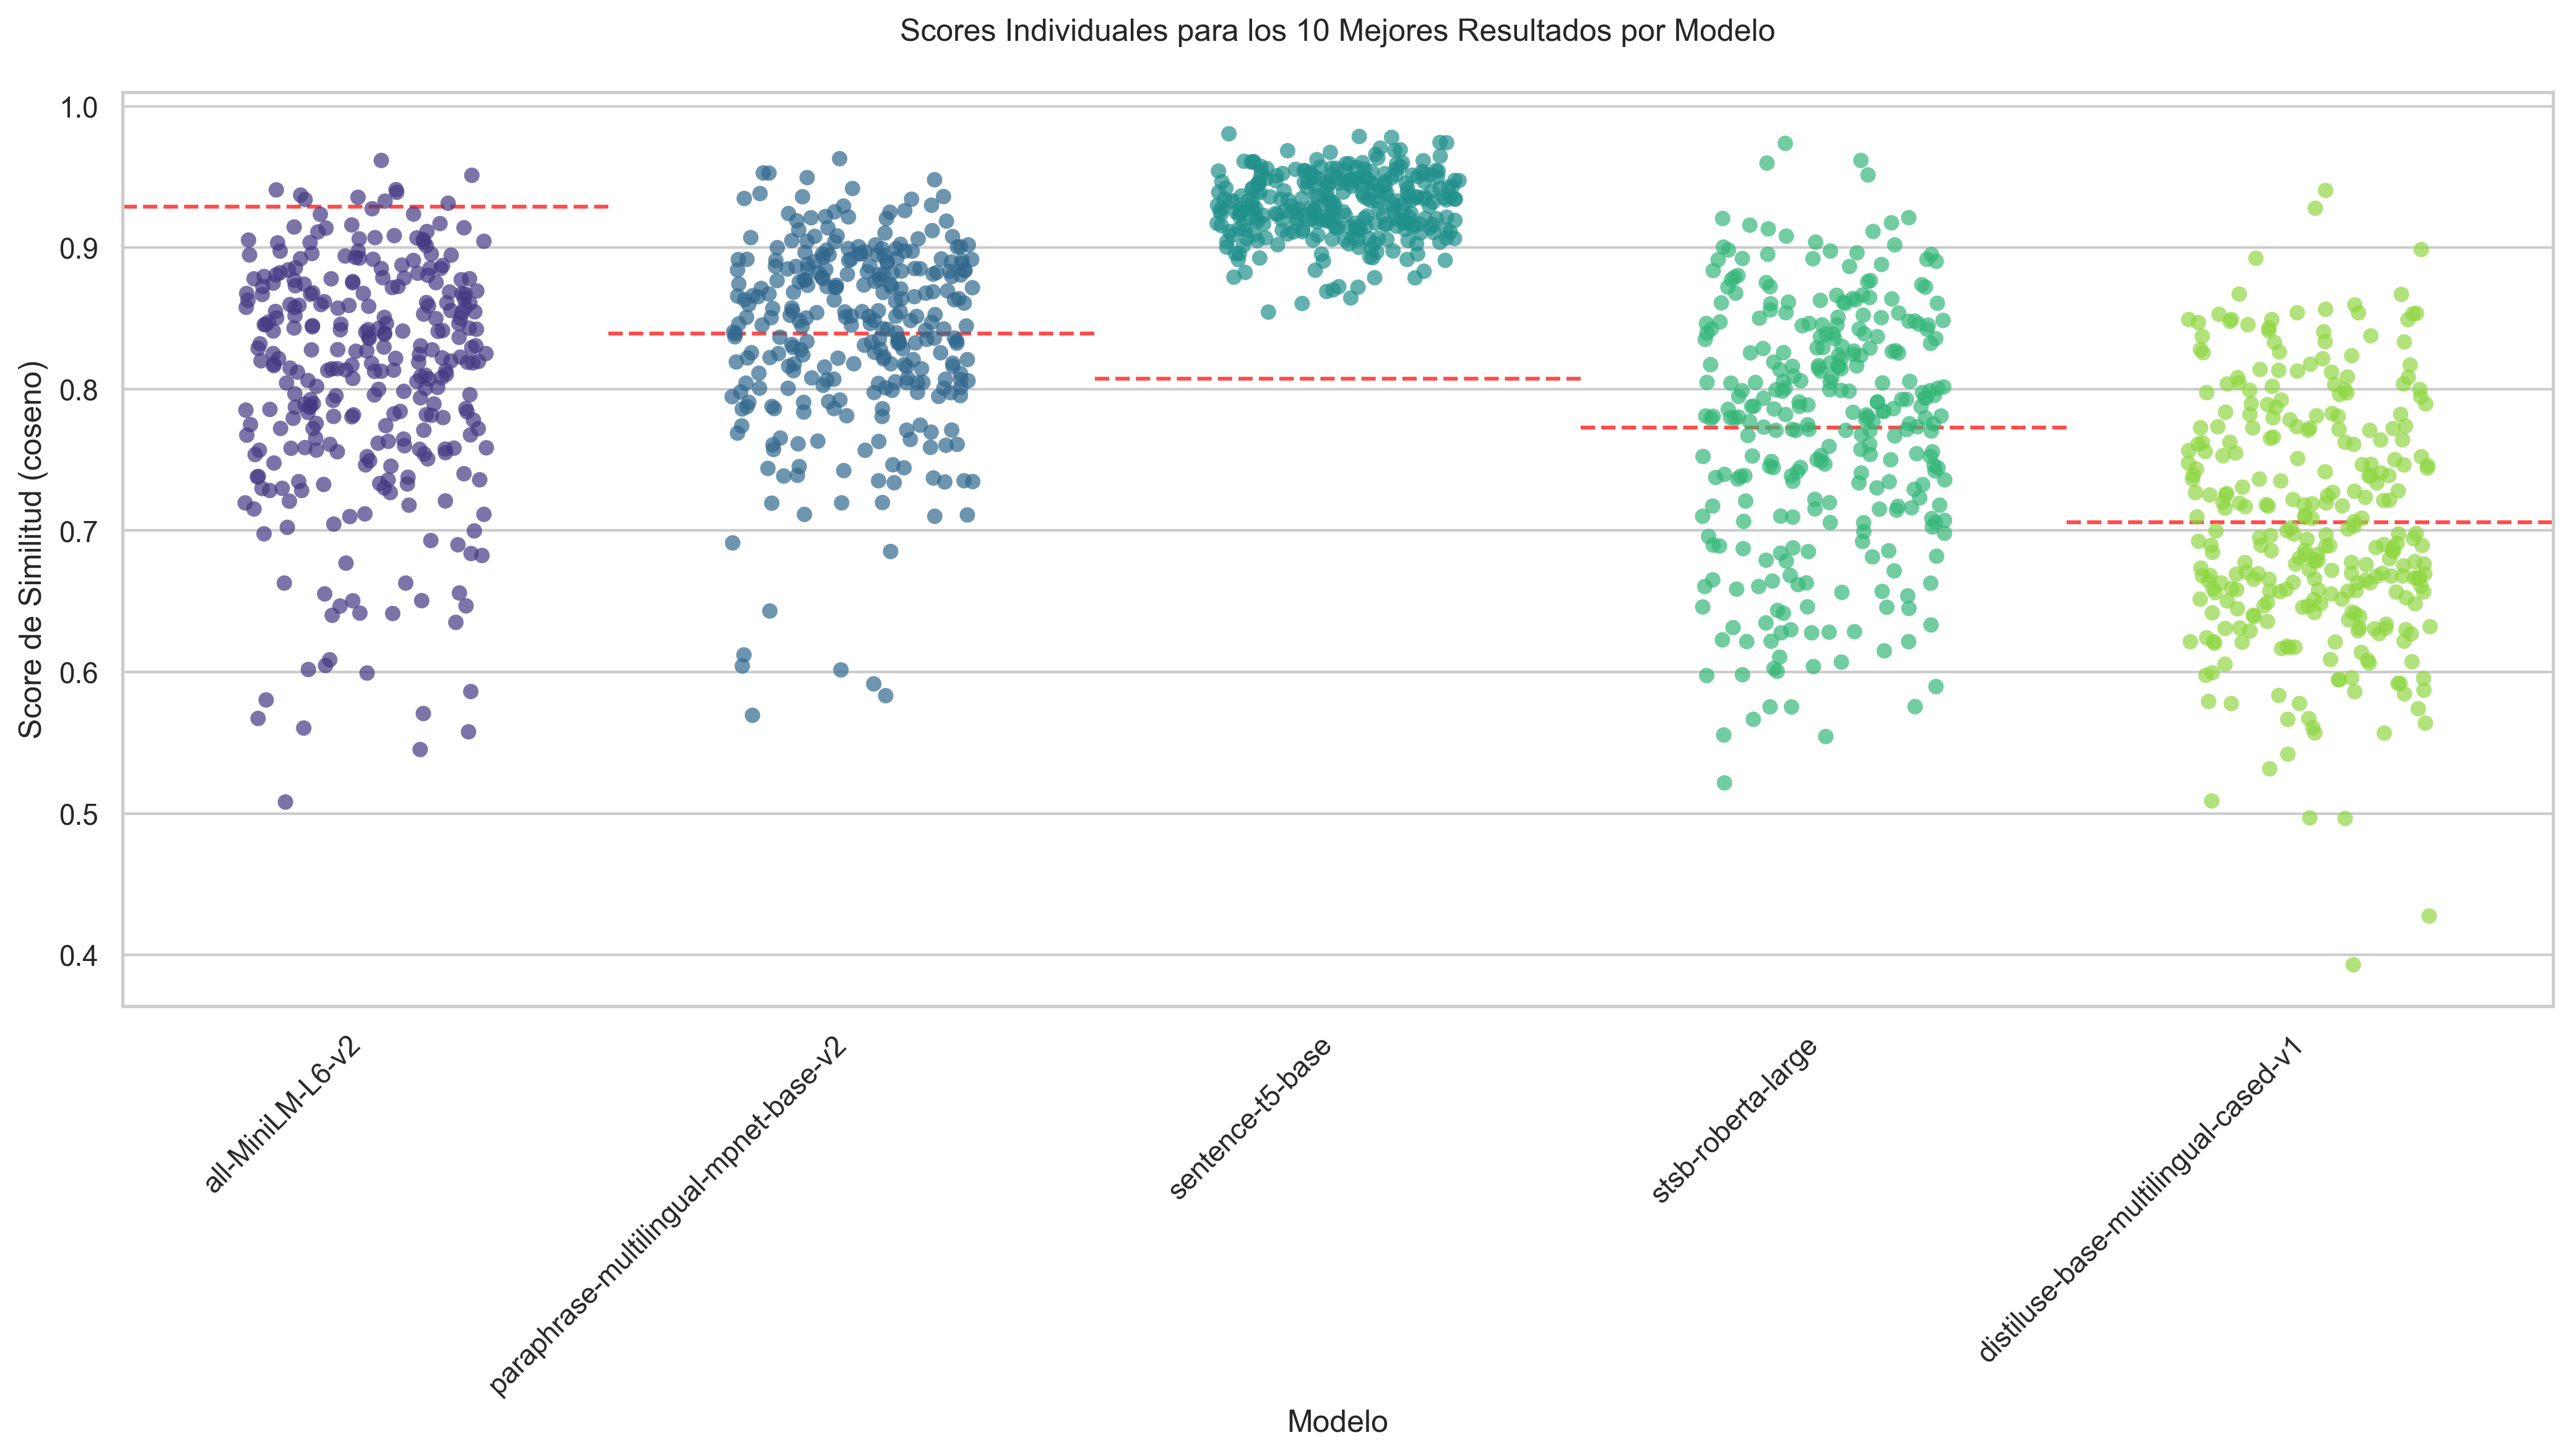 Scores Individuales para los 10 Mejores Resultados por Modelo
Score de Similitud (coseno)
1.0
0.9
0.8
0.7
0.6
0.5
0.4
all-MiniLM-L6-v2
paraphrase-multilingual-mpnet-base-v2
sentence-t5-base
stsb-roberta-large
distiluse-base-multilingual-cased-v1
Modelo